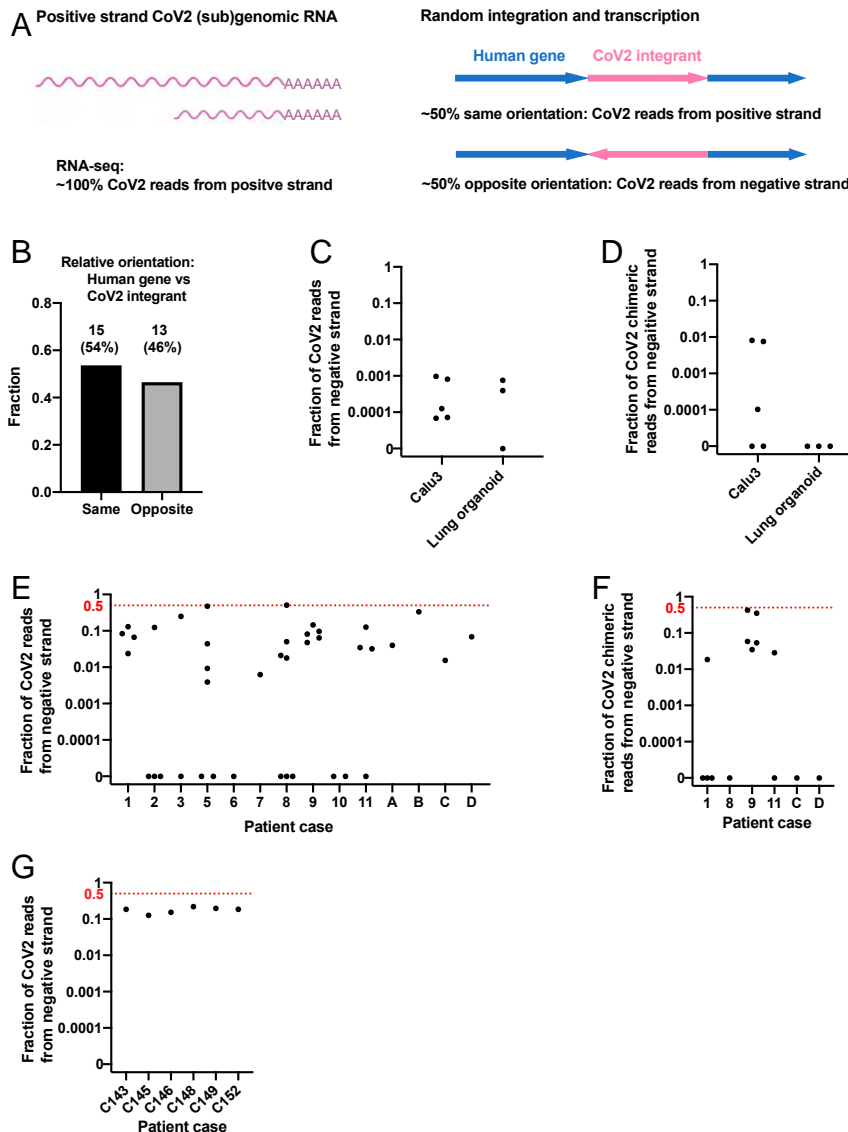 A
Positive strand CoV2 (sub)genomic RNA
AAAAAA
AAAAAA
RNA-seq:
~100% CoV2 reads from positve strand
Random integration and transcription
Human gene
CoV2 integrant
~50% same orientation: CoV2 reads from positive strand
~50% opposite orientation: CoV2 reads from negative strand
B
Relative orientation:
Human gene vs
CoV2 integrant
Fraction
0.8
0.6
0.4
0.2
0.0
15
(54%)
13
(46%)
Same
Opposite
C
Fraction of CoV2 reads
from negative strand
1
0.1
0.01
0.001
0.0001
0
Calu3
Lung organoid
D
Fraction of CoV2 chimeric
reads from negaitive strand
1
0.1
0.01
0.001
0.0001
0
Calu3
Lung organoid
E
Fraction of CoV2 reads
from negative strand
1
0.5
0.1
0.01
0.001
0.0001
0
1 2 3 5 6 7 8 9 10 11 A B C D
Patient case
F
Fraction of CoV2 chimeric
reads from negative strand
1
0.5
0.1
0.01
0.001
0.0001
0
1 8 9 11 C D
Patient case
G
Fraction of CoV2 reads
from negative strand
1
0.5
0.1
0.01
0.001
0.0001
0
C143 C145 C146 C148 C149 C152
Patient case